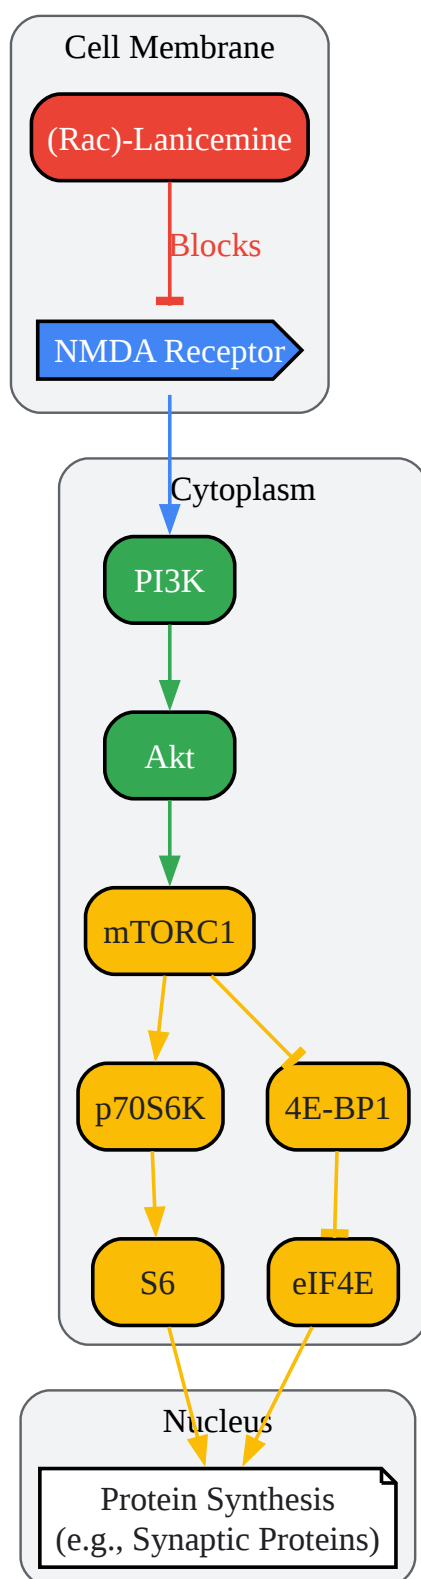 Cell Membrane
(Rac)-Lanicemine
Blocks
NMDA Receptor
Cytoplasm
PI3K
Akt
mTORC1
p70S6K
4E-BP1
S6
eIF4E
Nucleus
Protein Synthesis
(e.g., Synaptic Proteins)